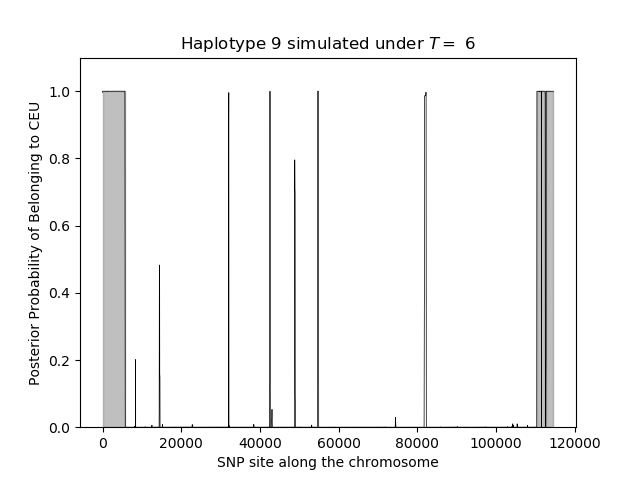 Haplotype 9 simulated under T = 6
Posterior Probability of Belonging to CEU
1.0
0.8
0.6
0.4
0.2
0.0
0 20000 40000 60000 80000 100000 120000
SNP site along the chromosome